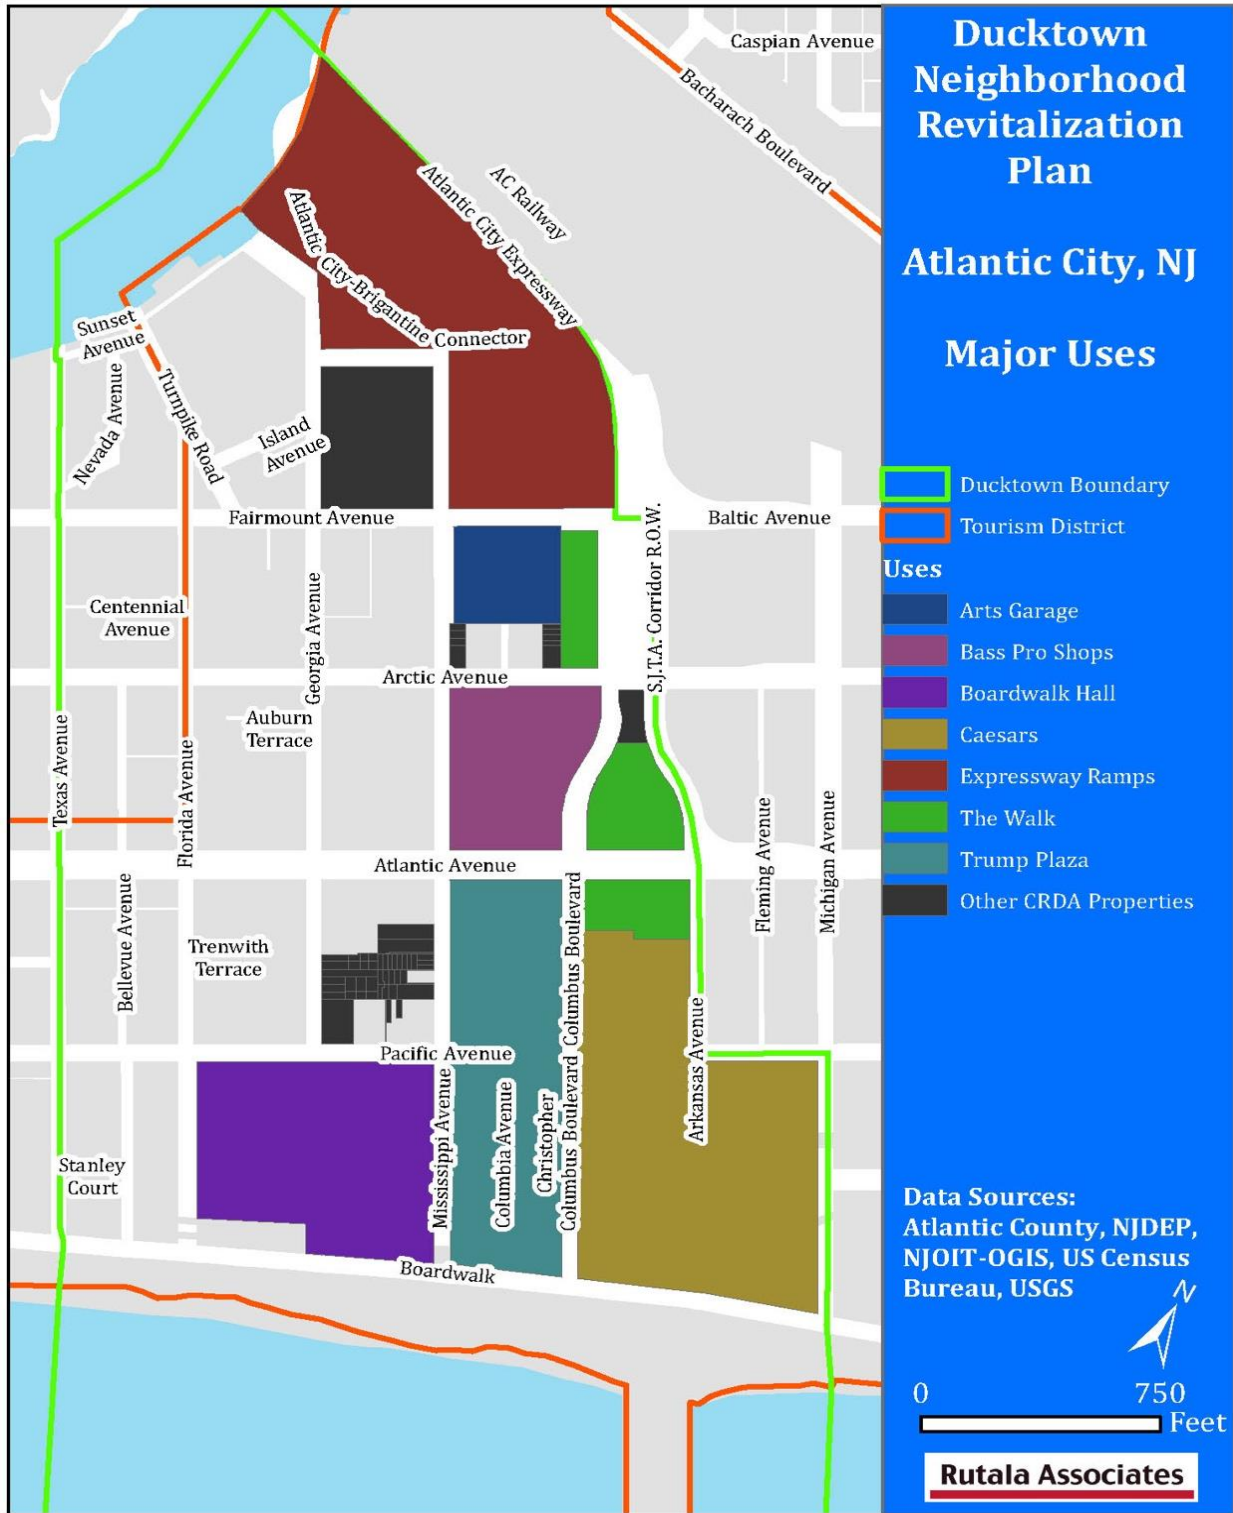 Caspian Avenue
Bacharach Boulevard
AC Railway
Atlantic City Expressway
Atlantic City-Brigantine
Connector
Sunset
Avenue
Nevada Avenue
Turnpike Road
Island
Avenue
Fairmount Avenue
Baltic Avenue
S.J.T.A. Corridor R.O.W.
Centennial
Avenue
Georgia Avenue
Arctic Avenue
Auburn
Terrace
Texas Avenue
Florida Avenue
Atlantic Avenue
Fleming Avenue
Michigan Avenue
Bellevue Avenue
Trenwith
Terrace
Columbus Boulevard
Pacific Avenue
Arkansas Avenue
Mississippi Avenue
Columbia Avenue
Christopher
Columbus Boulevard
Stanley
Court
Boardwalk
Ducktown
Neighborhood
Revitalization
Plan
Atlantic City, NJ
Major Uses
Ducktown Boundary
Tourism District
Uses
Arts Garage
Bass Pro Shops
Boardwalk Hall
Caesars
Expressway Ramps
The Walk
Trump Plaza
Other CRDA Properties
Data Sources:
Atlantic County, NJDEP,
NJOIT-OGIS, US Census
Bureau, USGS
N
0 750
Feet
Rutala Associates